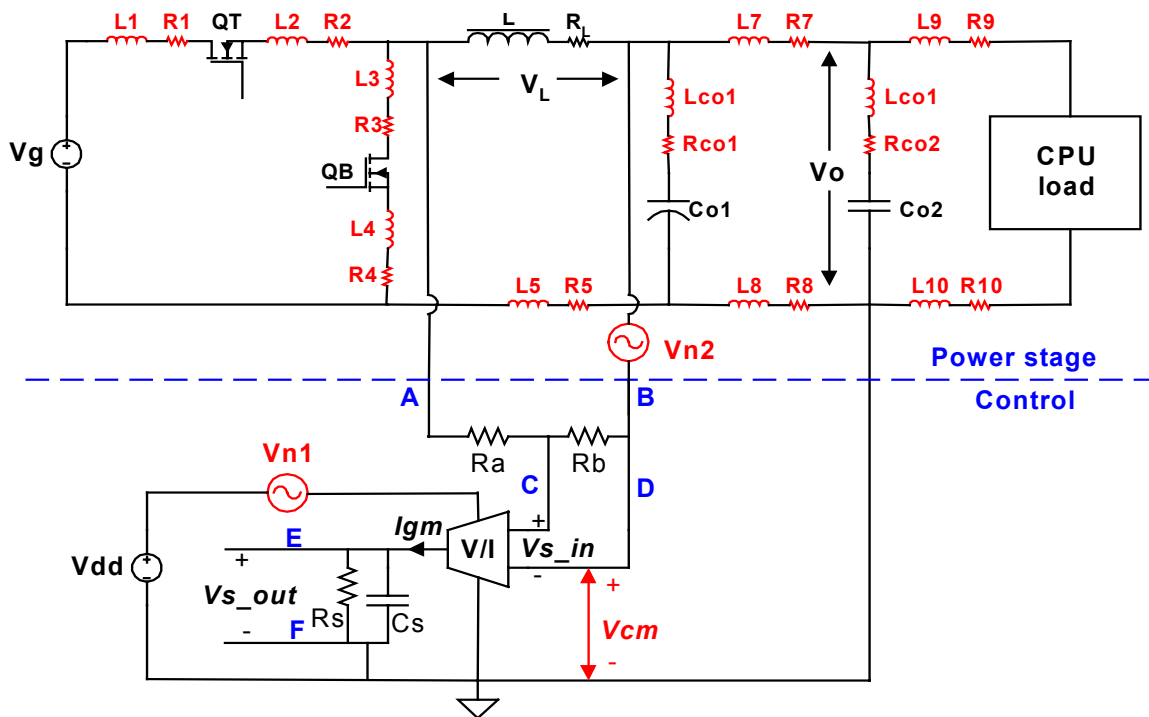 L1 R1 QT L2 R2 L R_L L7 R7 L9 R9
L3 V_L Lco1 Lco1
R3 Rco1 Rco2
Vg QB Vo CPU
load
Co1 Co2
L4
R4
L5 R5 L8 R8 L10 R10
Vn2 Power stage
A B Control
Vn1 Ra Rb
C D
E Igm + V/I Vs_in
Vdd + -
Vs_out Rs Cs + Vcm
- F -